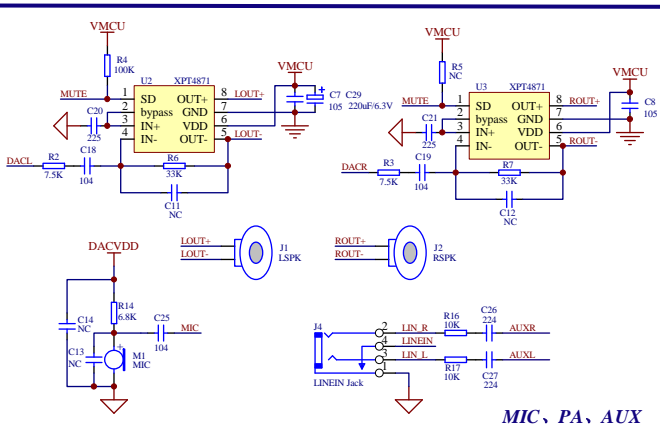 VMCU
R4
100K
U2 XPT4871
MUTE 1 SD OUT+ 8 LOUT+
2 bypass GND 7
3 IN+ VDD 6
4 IN- OUT- 5 LOUT-
C20
225
VMCU
C7 C29
105 220uF/6.3V
DACL R2
7.5K
C18
104
R6
33K
C11
NC
VMCU
R5
NC
U3 XPT4871
MUTE 1 SD OUT+ 8 ROUT+
2 bypass GND 7
3 IN+ VDD 6
4 IN- OUT- 5 ROUT-
C21
225
VMCU
C8
105
DACR R3
7.5K
C19
104
R7
33K
C12
NC
LOUT+
LOUT-
J1
LSPK
ROUT+
ROUT-
J2
RSPK
DACVDD
C14
NC
R14
6.8K
C25
104
MIC
C13
NC
+
M1
MIC
J4
2 LIN_R R16
10K
C26
224
AUXR
4 LINEIN
3 LIN_L R17
10K
C27
224
AUXL
1
LINEIN Jack
MIC、PA、AUX